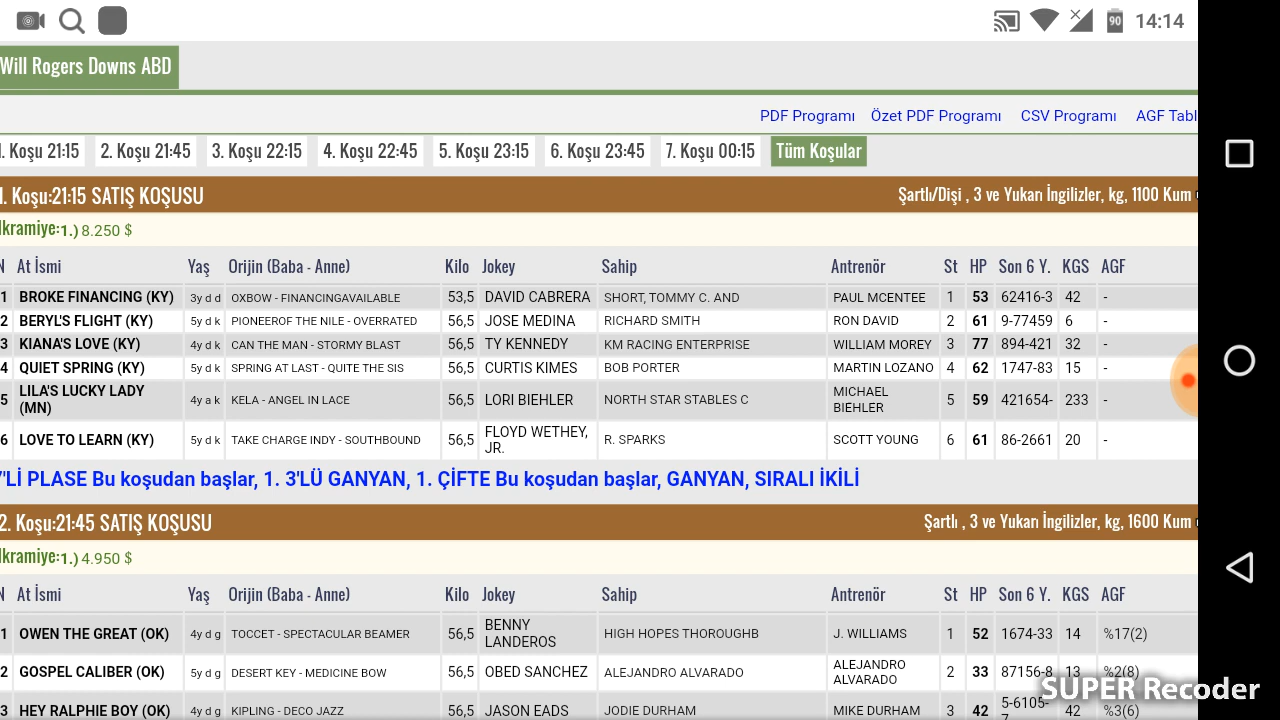 90 14:14
Will Rogers Downs ABD
PDF Programı Özet PDF Programı CSV Programı AGF Tabl
1. Koşu 21:15 2. Koşu 21:45 3. Koşu 22:15 4. Koşu 22:45 5. Koşu 23:15 6. Koşu 23:45 7. Koşu 00:15 Tüm Koşular
1. Koşu:21:15 SATIŞ KOŞUSU Şartlı/Dişi , 3 ve Yukarı İngilizler, kg, 1100 Kum
İkramiye:1.) 8.250 $
N At İsmi Yaş Orijin (Baba - Anne) Kilo Jokey Sahip Antrenör St HP Son 6 Y. KGS AGF
1 BROKE FINANCING (KY) 3y d d OXBOW - FINANCINGAVAILABLE 53,5 DAVID CABRERA SHORT, TOMMY C. AND PAUL MCENTEE 1 53 62416-3 42 -
2 BERYL'S FLIGHT (KY) 5y d k PIONEEROF THE NILE - OVERRATED 56,5 JOSE MEDINA RICHARD SMITH RON DAVID 2 61 9-77459 6 -
3 KIANA'S LOVE (KY) 4y d k CAN THE MAN - STORMY BLAST 56,5 TY KENNEDY KM RACING ENTERPRISE WILLIAM MOREY 3 77 894-421 32 -
4 QUIET SPRING (KY) 5y d k SPRING AT LAST - QUITE THE SIS 56,5 CURTIS KIMES BOB PORTER MARTIN LOZANO 4 62 1747-83 15 -
5 LILA'S LUCKY LADY (MN) 4y a k KELA - ANGEL IN LACE 56,5 LORI BIEHLER NORTH STAR STABLES C MICHAEL BIEHLER 5 59 421654- 233 -
6 LOVE TO LEARN (KY) 5y d k TAKE CHARGE INDY - SOUTHBOUND 56,5 FLOYD WETHEY, JR. R. SPARKS SCOTT YOUNG 6 61 86-2661 20 -
7'Lİ PLASE Bu koşudan başlar, 1. 3'LÜ GANYAN, 1. ÇİFTE Bu koşudan başlar, GANYAN, SIRALI İKİLİ
2. Koşu:21:45 SATIŞ KOŞUSU Şartlı , 3 ve Yukarı İngilizler, kg, 1600 Kum
İkramiye:1.) 4.950 $
N At İsmi Yaş Orijin (Baba - Anne) Kilo Jokey Sahip Antrenör St HP Son 6 Y. KGS AGF
1 OWEN THE GREAT (OK) 4y d g TOCCET - SPECTACULAR BEAMER 56,5 BENNY LANDEROS HIGH HOPES THOROUGHB J. WILLIAMS 1 52 1674-33 14 %17(2)
2 GOSPEL CALIBER (OK) 5y d g DESERT KEY - MEDICINE BOW 56,5 OBED SANCHEZ ALEJANDRO ALVARADO ALEJANDRO ALVARADO 2 33 87156-8 13 %2(8)
3 HEY RALPHIE BOY (OK) 4y d g KIPLING - DECO JAZZ 56,5 JASON EADS JODIE DURHAM MIKE DURHAM 3 42 5-6105-7 42 %3(6)
SUPER Recoder